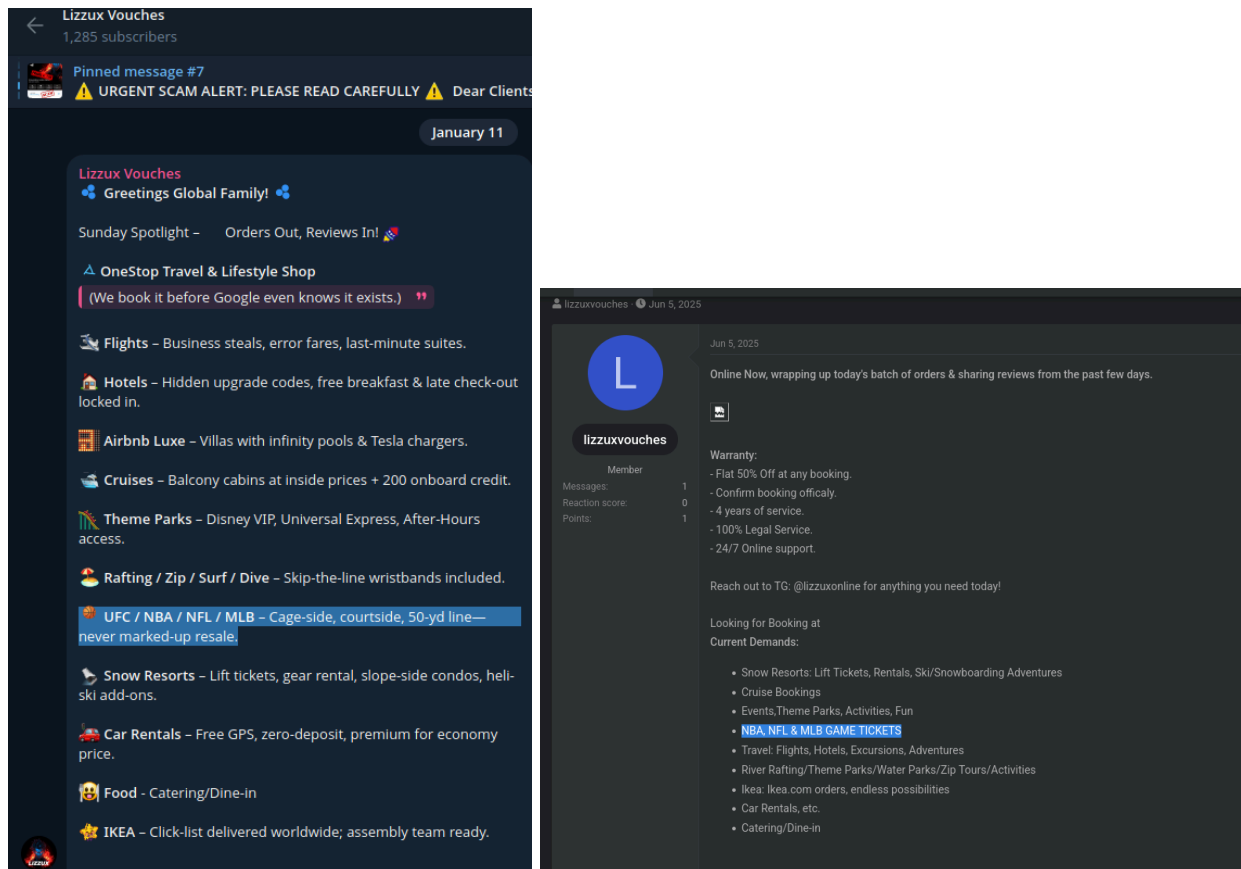 Lizzux Vouches
1,285 subscribers
Pinned message #7
⚠️ URGENT SCAM ALERT: PLEASE READ CAREFULLY ⚠️ Dear Clients
January 11
Lizzux Vouches
Greetings Global Family!
Sunday Spotlight – Orders Out, Reviews In!
OneStop Travel & Lifestyle Shop
(We book it before Google even knows it exists.)
Flights – Business steals, error fares, last-minute suites.
Hotels – Hidden upgrade codes, free breakfast & late check-out
locked in.
Airbnb Luxe – Villas with infinity pools & Tesla chargers.
Cruises – Balcony cabins at inside prices + 200 onboard credit.
Theme Parks – Disney VIP, Universal Express, After-Hours
access.
Rafting / Zip / Surf / Dive – Skip-the-line wristbands included.
UFC / NBA / NFL / MLB – Cage-side, courtside, 50-yd line—
never marked-up resale.
Snow Resorts – Lift tickets, gear rental, slope-side condos, heli-
ski add-ons.
Car Rentals – Free GPS, zero-deposit, premium for economy
price.
Food - Catering/Dine-in
IKEA – Click-list delivered worldwide; assembly team ready.
LIZZUX
lizzuxvouches · Jun 5, 2025
L
lizzuxvouches
Member
Messages: 1
Reaction score: 0
Points: 1
Jun 5, 2025
Online Now, wrapping up today's batch of orders & sharing reviews from the past few days.
Warranty:
- Flat 50% Off at any booking.
- Confirm booking officaly.
- 4 years of service.
- 100% Legal Service.
- 24/7 Online support.
Reach out to TG: @lizzuxonline for anything you need today!
Looking for Booking at
Current Demands:
• Snow Resorts: Lift Tickets, Rentals, Ski/Snowboarding Adventures
• Cruise Bookings
• Events,Theme Parks, Activities, Fun
• NBA, NFL & MLB GAME TICKETS
• Travel: Flights, Hotels, Excursions, Adventures
• River Rafting/Theme Parks/Water Parks/Zip Tours/Activities
• Ikea: Ikea.com orders, endless possibilities
• Car Rentals, etc.
• Catering/Dine-in